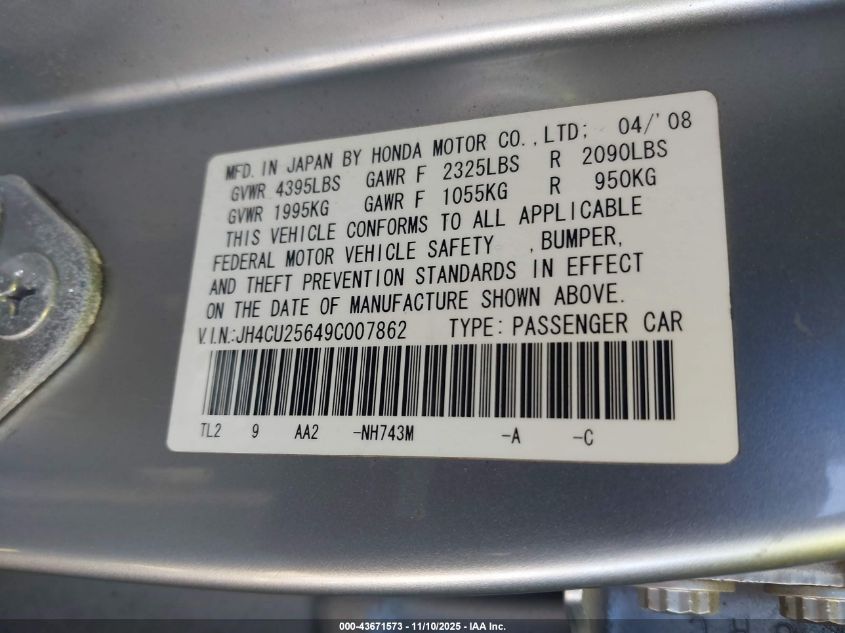 MFD. IN JAPAN BY HONDA MOTOR CO.,LTD; 04/'08
GVWR 4395LBS GAWR F 2325LBS R 2090LBS
GVWR 1995KG GAWR F 1055KG R 950KG
THIS VEHICLE CONFORMS TO ALL APPLICABLE
FEDERAL MOTOR VEHICLE SAFETY , BUMPER,
AND THEFT PREVENTION STANDARDS IN EFFECT
ON THE DATE OF MANUFACTURE SHOWN ABOVE.
V.I.N.:JH4CU25649C007862 TYPE: PASSENGER CAR
TL2 9 AA2 -NH743M -A -C
000-43671573 — 11/10/2025 — IAA Inc.